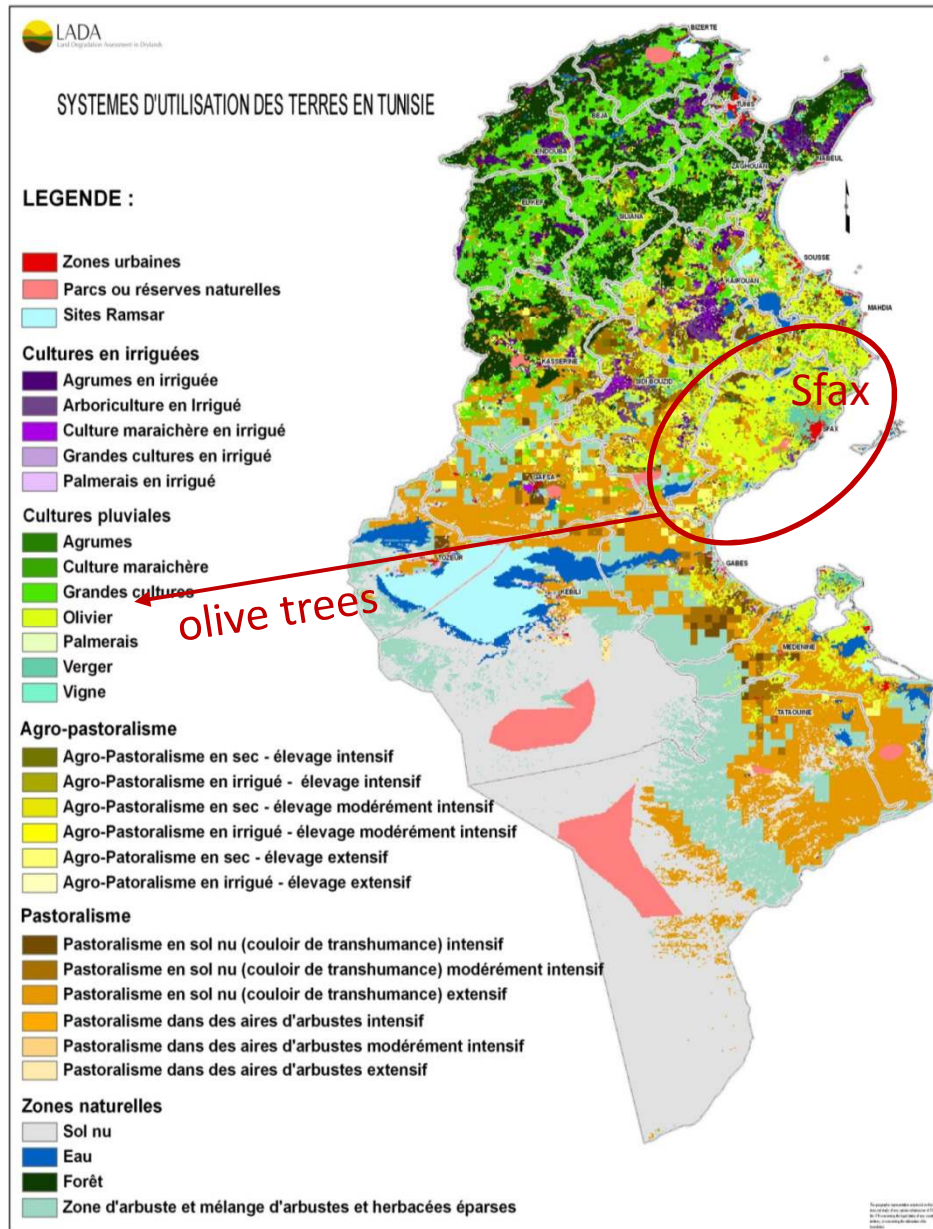 LADA
Land Degradation Assessment in Drylands
SYSTEMES D'UTILISATION DES TERRES EN TUNISIE
LEGENDE :
Zones urbaines
Parcs ou réserves naturelles
Sites Ramsar
Cultures en irriguées
Agrumes en irriguée
Arboriculture en Irrigué
Culture maraichère en irrigué
Grandes cultures en irrigué
Palmerais en irrigué
Cultures pluviales
Agrumes
Culture maraichère
Grandes cultures
Olivier
Palmerais
Verger
Vigne
Agro-pastoralisme
Agro-Pastoralisme en sec - élevage intensif
Agro-Pastoralisme en irrigué - élevage intensif
Agro-Pastoralisme en sec - élevage modérément intensif
Agro-Pastoralisme en irrigué - élevage modérément intensif
Agro-Patoralisme en sec - élevage extensif
Agro-Patoralisme en irrigué - élevage extensif
Pastoralisme
Pastoralisme en sol nu (couloir de transhumance) intensif
Pastoralisme en sol nu (couloir de transhumance) modérément intensif
Pastoralisme en sol nu (couloir de transhumance) extensif
Pastoralisme dans des aires d'arbustes intensif
Pastoralisme dans des aires d'arbustes modérément intensif
Pastoralisme dans des aires d'arbustes extensif
Zones naturelles
Sol nu
Eau
Forêt
Zone d'arbuste et mélange d'arbustes et herbacées éparses
BIZERTE
TUNIS
BEJA
JENDOUBA
NABEUL
ZAGHOUAN
EL KEF
SILIANA
SOUSSE
KAIROUAN
MAHDIA
KASSERINE
SIDI BOUZID
Sfax
SFAX
GAFSA
TOZEUR
GABES
KEBILI
olive trees
MEDENINE
TATAOUINE